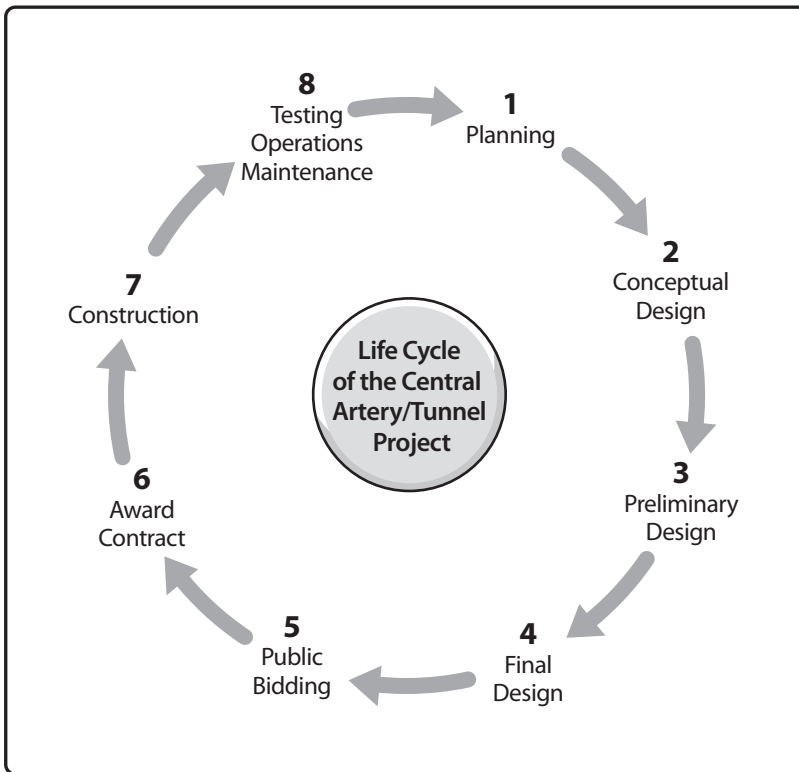 1
Planning
2
Conceptual
Design
3
Preliminary
Design
4
Final
Design
5
Public
Bidding
6
Award
Contract
7
Construction
8
Testing
Operations
Maintenance
Life Cycle
of the Central
Artery/Tunnel
Project